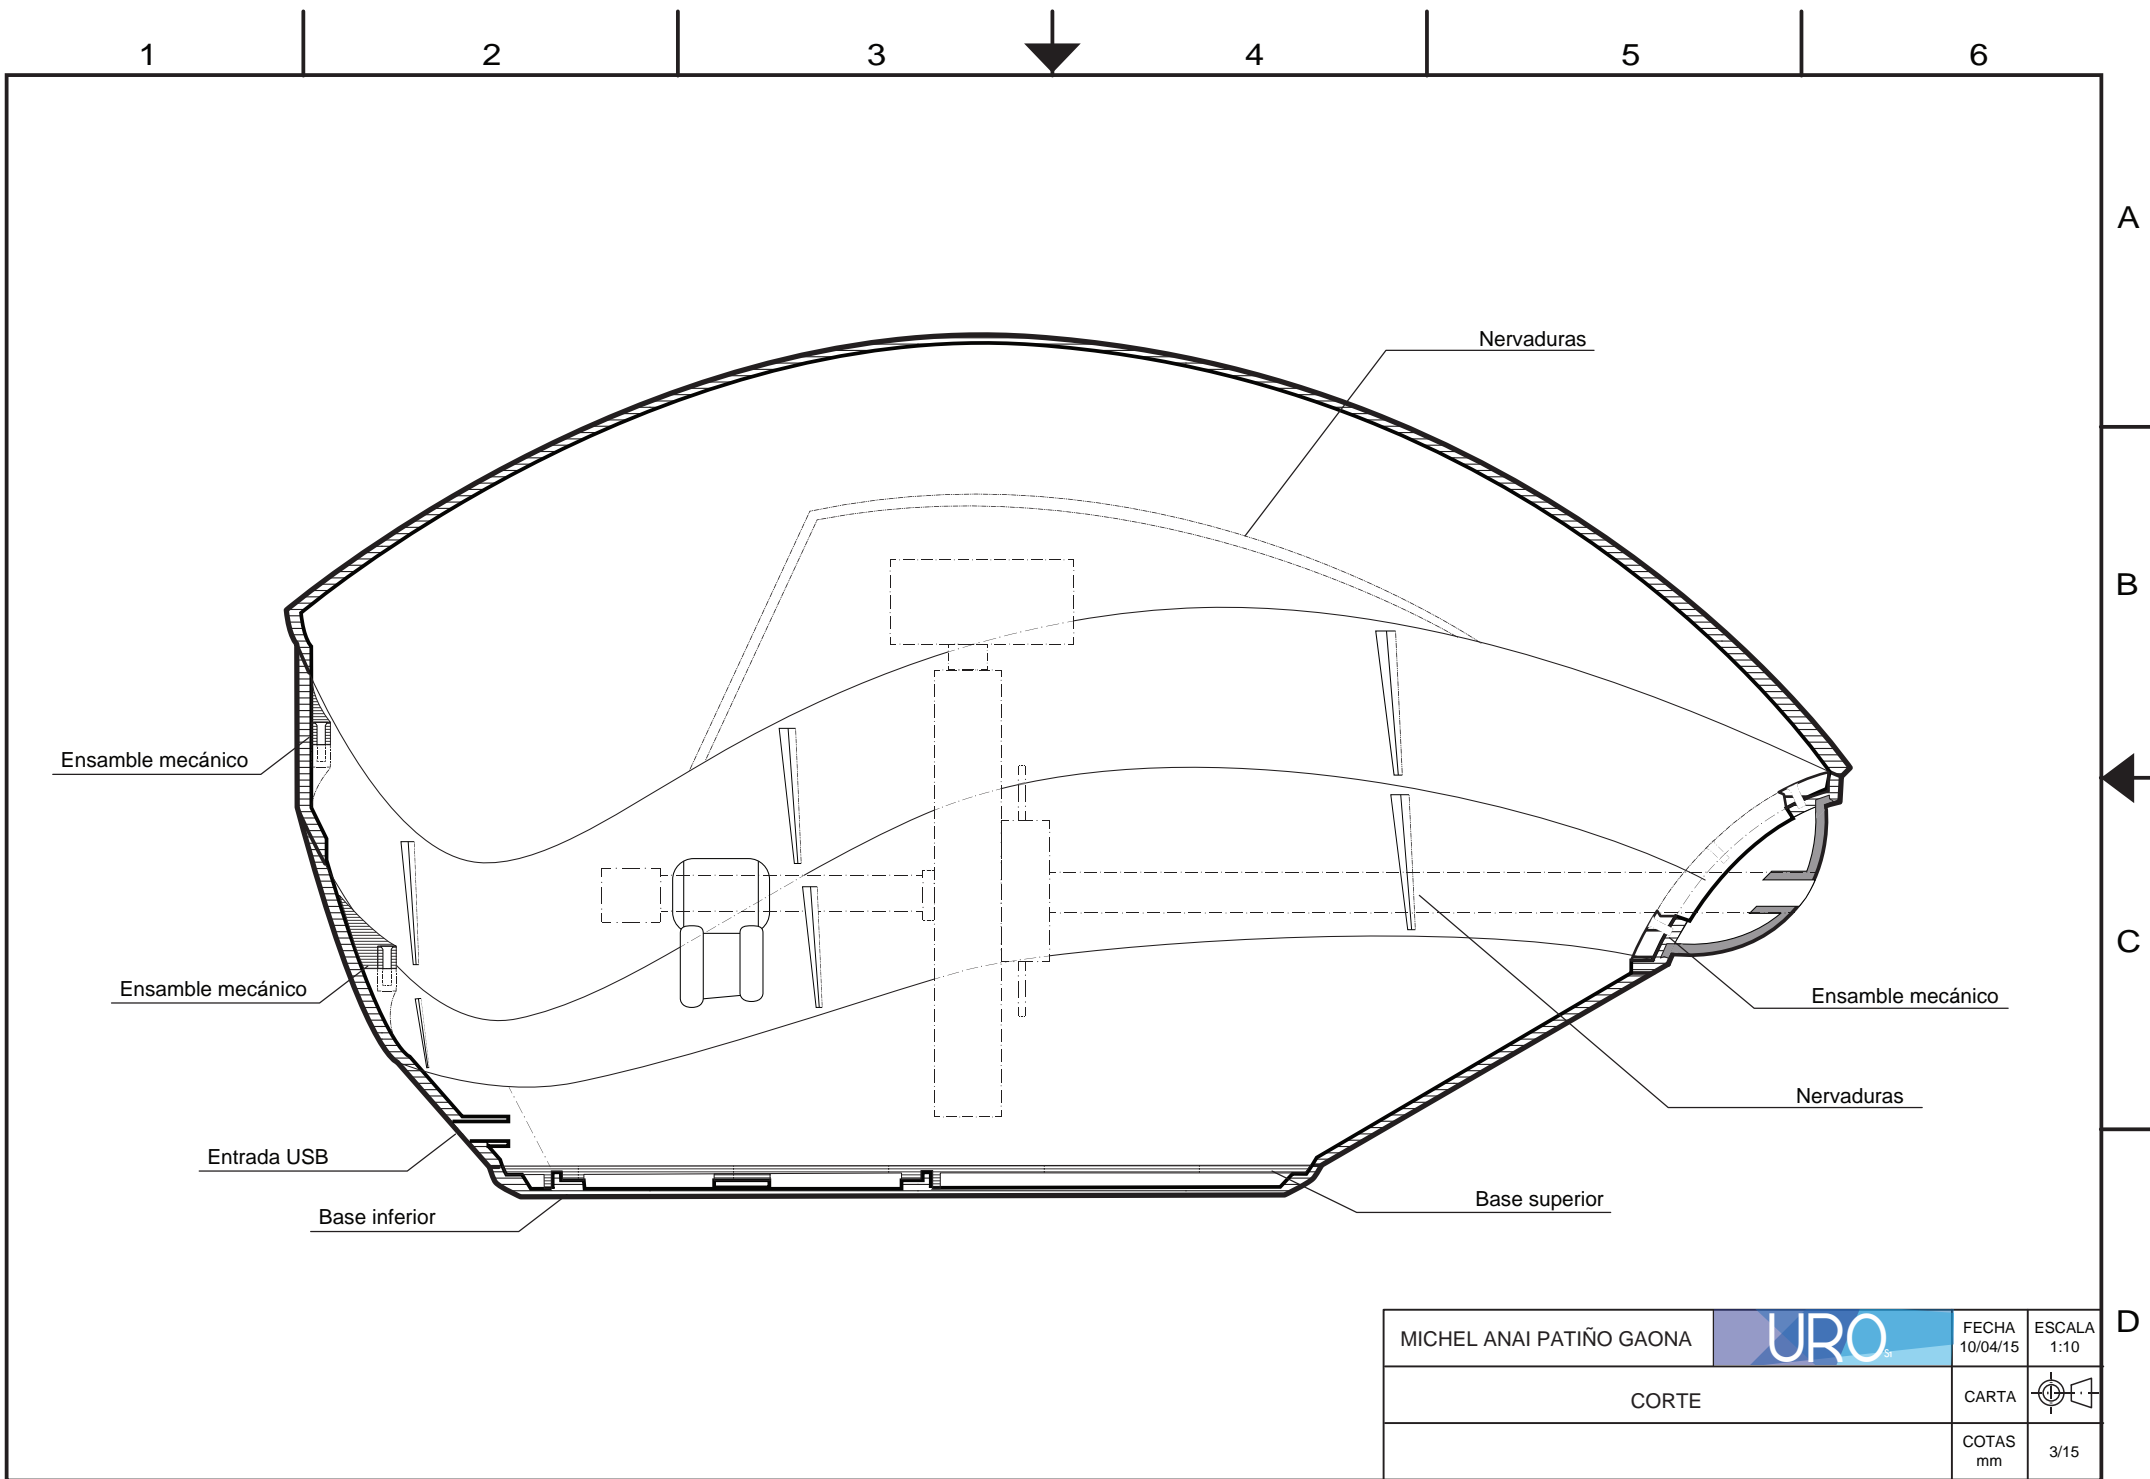 1 2 3 4 5 6
A
Nervaduras
B
Ensamble mecánico
C
Ensamble mecánico
Ensamble mecánico
Nervaduras
Entrada USB
Base superior
Base inferior
D
MICHEL ANAI PATIÑO GAONA
URO
FECHA
10/04/15
ESCALA
1:10
CORTE
CARTA
COTAS
mm
3/15